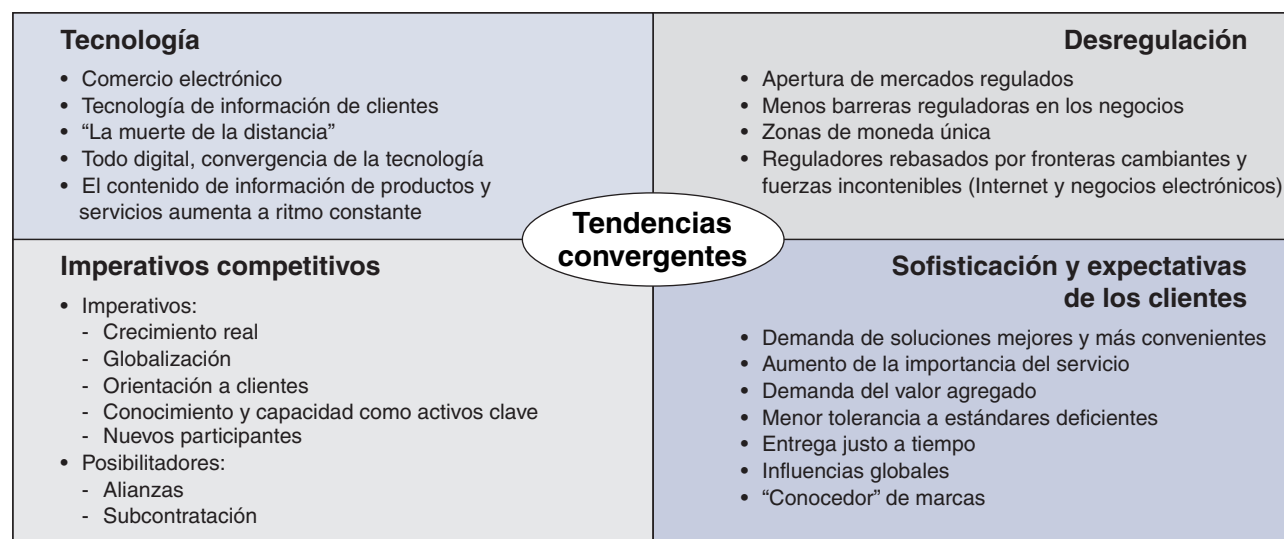 Tecnología
• Comercio electrónico
• Tecnología de información de clientes
• “La muerte de la distancia”
• Todo digital, convergencia de la tecnología
• El contenido de información de productos y
servicios aumenta a ritmo constante
Desregulación
• Apertura de mercados regulados
• Menos barreras reguladoras en los negocios
• Zonas de moneda única
• Reguladores rebasados por fronteras cambiantes y
fuerzas incontenibles (Internet y negocios electrónicos)
Tendencias
convergentes
Imperativos competitivos
• Imperativos:
- Crecimiento real
- Globalización
- Orientación a clientes
- Conocimiento y capacidad como activos clave
- Nuevos participantes
• Posibilitadores:
- Alianzas
- Subcontratación
Sofisticación y expectativas
de los clientes
• Demanda de soluciones mejores y más convenientes
• Aumento de la importancia del servicio
• Demanda del valor agregado
• Menor tolerancia a estándares deficientes
• Entrega justo a tiempo
• Influencias globales
• “Conocedor” de marcas